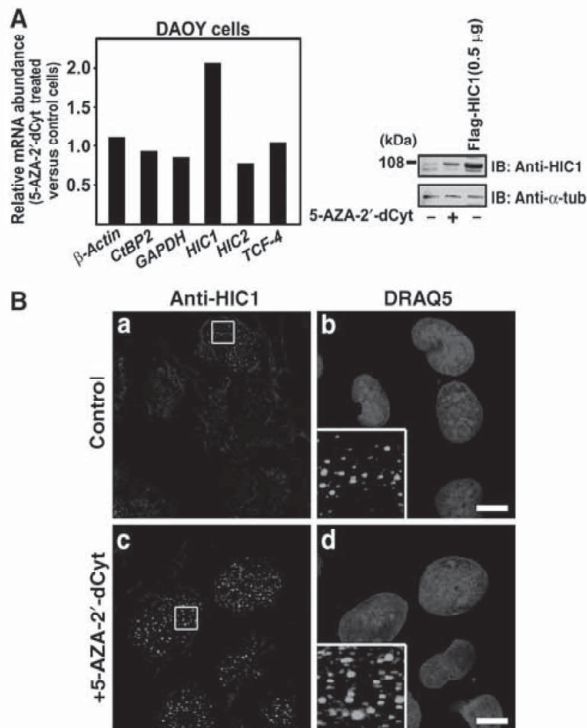 A
DAOY cells
Relative mRNA abundance
(5-AZA-2′-dCyt treated
versus control cells)
2.0
1.5
1.0
0.5
β-Actin
CtBP2
GAPDH
HIC1
HIC2
TCF-4
Flag-HIC1(0.5 μg)
(kDa)
108
IB: Anti-HIC1
IB: Anti-α-tub
5-AZA-2′-dCyt − + −
B
Anti-HIC1
DRAQ5
Control
a
b
+5-AZA-2′-dCyt
c
d